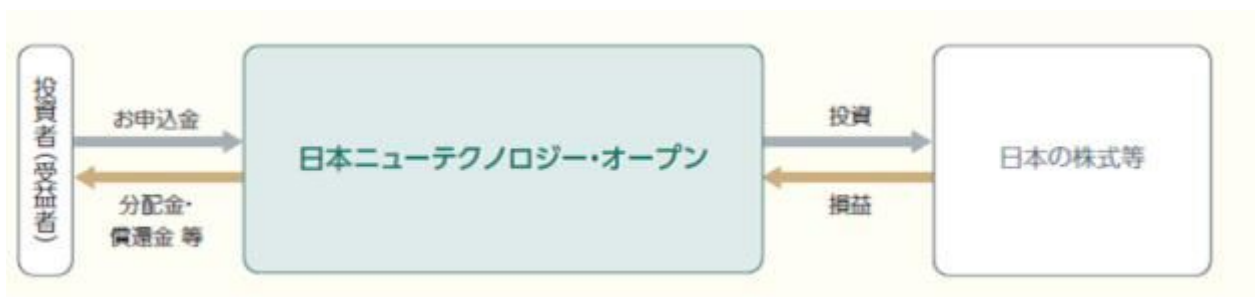 投資者(受益者)
お申込金
分配金・
償還金 等
日本ニューテクノロジー・オープン
投資
損益
日本の株式等